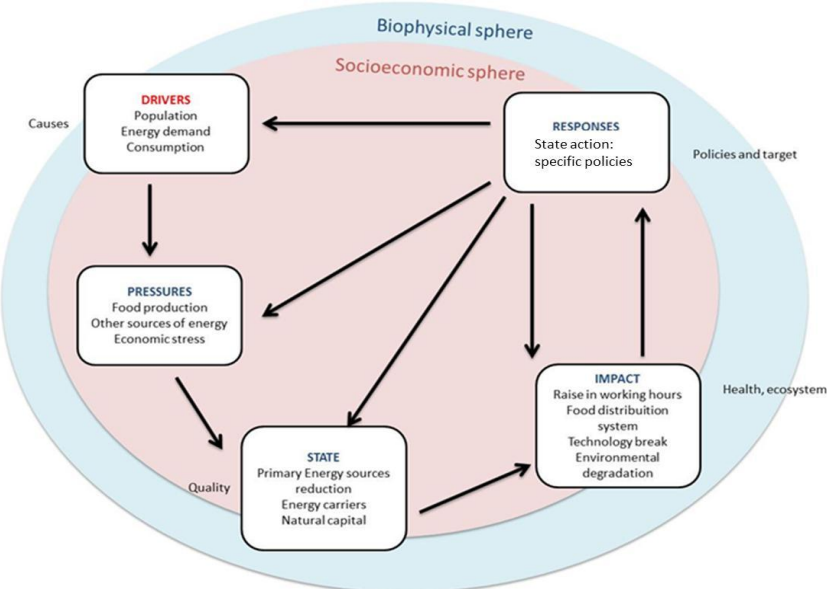 Biophysical sphere
Socioeconomic sphere
Causes
DRIVERS
Population
Energy demand
Consumption
RESPONSES
State action:
specific policies
Policies and target
PRESSURES
Food production
Other sources of energy
Economic stress
IMPACT
Raise in working hours
Food distribuition
system
Technology break
Environmental
degradation
Health, ecosystem
Quality
STATE
Primary Energy sources
reduction
Energy carriers
Natural capital